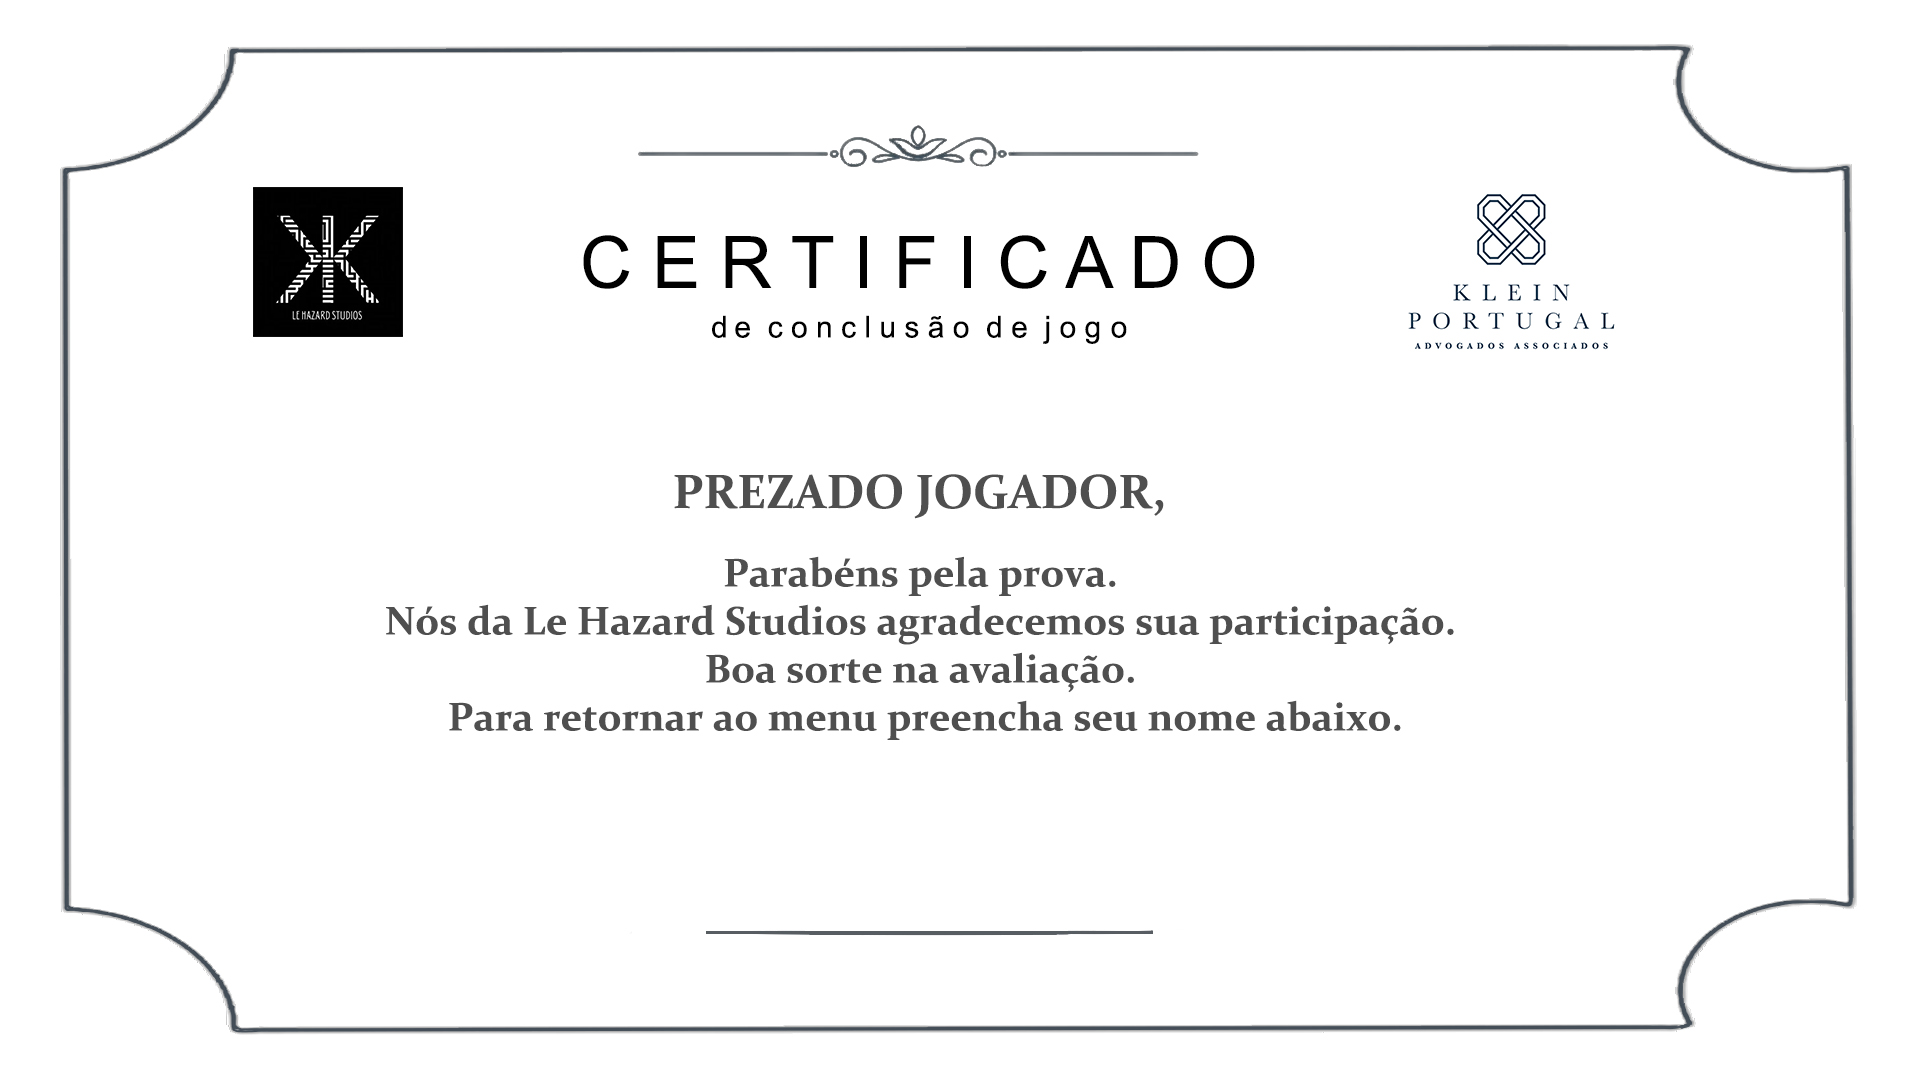 LE HAZARD STUDIOS
CERTIFICADO
de conclusão de jogo
KLEIN
PORTUGAL
ADVOGADOS ASSOCIADOS
PREZADO JOGADOR,
Parabéns pela prova.
Nós da Le Hazard Studios agradecemos sua participação.
Boa sorte na avaliação.
Para retornar ao menu preencha seu nome abaixo.